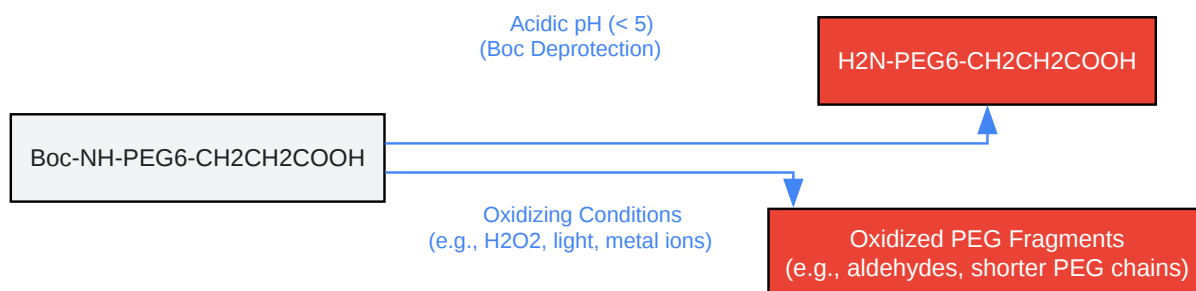 Acidic pH (< 5)
(Boc Deprotection)
H2N-PEG6-CH2CH2COOH
Boc-NH-PEG6-CH2CH2COOH
Oxidizing Conditions
(e.g., H2O2, light, metal ions)
Oxidized PEG Fragments
(e.g., aldehydes, shorter PEG chains)